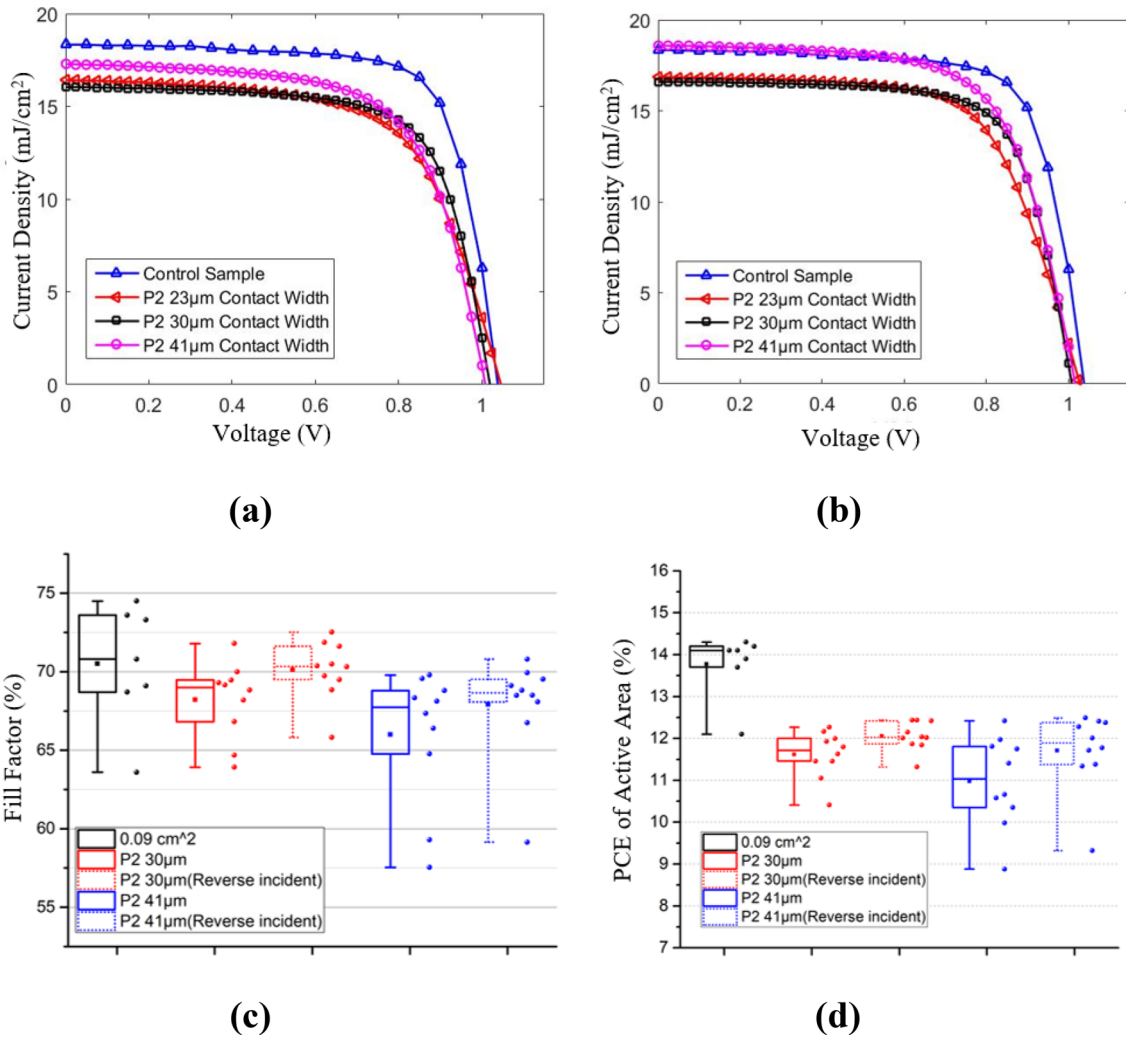 (a)
Current Density (mJ/cm²)
20
15
10
5
0
Control Sample
P2 23μm Contact Width
P2 30μm Contact Width
P2 41μm Contact Width
0 0.2 0.4 0.6 0.8 1
Voltage (V)
(b)
Current Density (mJ/cm²)
20
15
10
5
0
Control Sample
P2 23μm Contact Width
P2 30μm Contact Width
P2 41μm Contact Width
0 0.2 0.4 0.6 0.8 1
Voltage (V)
(a)
(b)
Fill Factor (%)
75
70
65
60
55
0.09 cm^2
P2 30μm
P2 30μm(Reverse incident)
P2 41μm
P2 41μm(Reverse incident)
PCE of Active Area (%)
16
15
14
13
12
11
10
9
8
7
0.09 cm^2
P2 30μm
P2 30μm(Reverse incident)
P2 41μm
P2 41μm(Reverse incident)
(c)
(d)